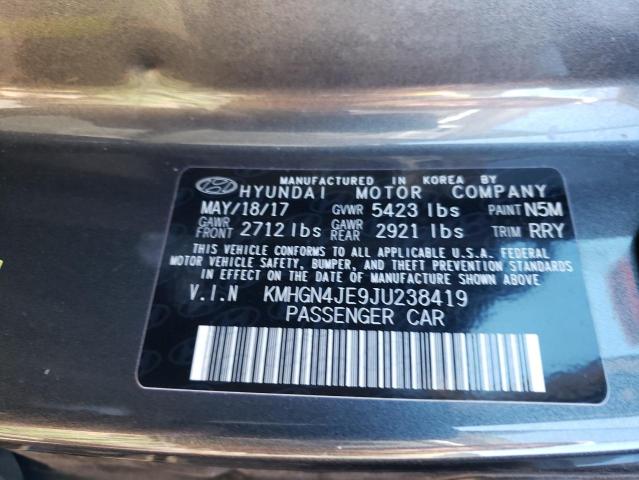 MANUFACTURED IN KOREA BY
HYUNDAI MOTOR COMPANY
MAY/18/17 GVWR 5423 lbs PAINT N5M
GAWR FRONT 2712 lbs GAWR REAR 2921 lbs TRIM RRY
THIS VEHICLE CONFORMS TO ALL APPLICABLE U.S.A. FEDERAL
MOTOR VEHICLE SAFETY, BUMPER, AND THEFT PREVENTION STANDARDS
IN EFFECT ON THE DATE OF MANUFACTURE SHOWN ABOVE
V.I.N KMHGN4JE9JU238419
PASSENGER CAR